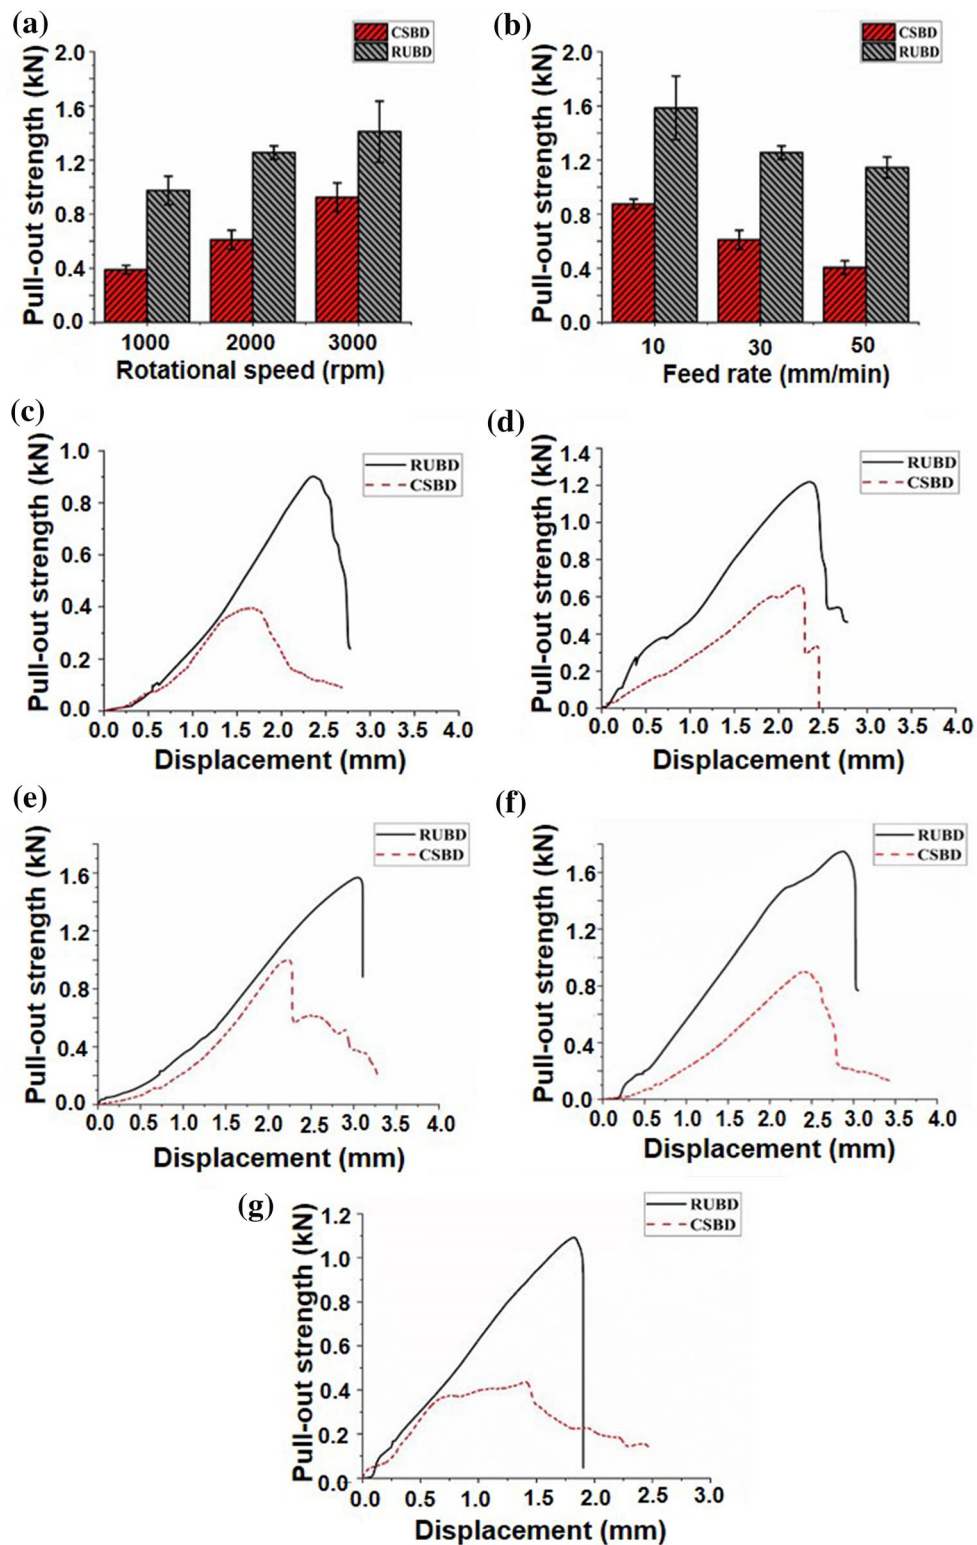 (a)
CSBD
RUBD
Pull-out strength (kN)
2.0
1.6
1.2
0.8
0.4
0.0
1000 2000 3000
Rotational speed (rpm)
(b)
CSBD
RUBD
Pull-out strength (kN)
2.0
1.6
1.2
0.8
0.4
0.0
10 30 50
Feed rate (mm/min)
(c)
RUBD
CSBD
Pull-out strength (kN)
1.0
0.8
0.6
0.4
0.2
0.0
0.0 0.5 1.0 1.5 2.0 2.5 3.0 3.5 4.0
Displacement (mm)
(d)
RUBD
CSBD
Pull-out strength (kN)
1.4
1.2
1.0
0.8
0.6
0.4
0.2
0.0
0.0 0.5 1.0 1.5 2.0 2.5 3.0 3.5 4.0
Displacement (mm)
(e)
RUBD
CSBD
Pull-out strength (kN)
1.6
1.2
0.8
0.4
0.0
0.0 0.5 1.0 1.5 2.0 2.5 3.0 3.5 4.0
Displacement (mm)
(f)
RUBD
CSBD
Pull-out strength (kN)
1.6
1.2
0.8
0.4
0.0
0.0 0.5 1.0 1.5 2.0 2.5 3.0 3.5 4.0
Displacement (mm)
(g)
RUBD
CSBD
Pull-out strength (kN)
1.2
1.0
0.8
0.6
0.4
0.2
0.0
0.0 0.5 1.0 1.5 2.0 2.5 3.0
Displacement (mm)